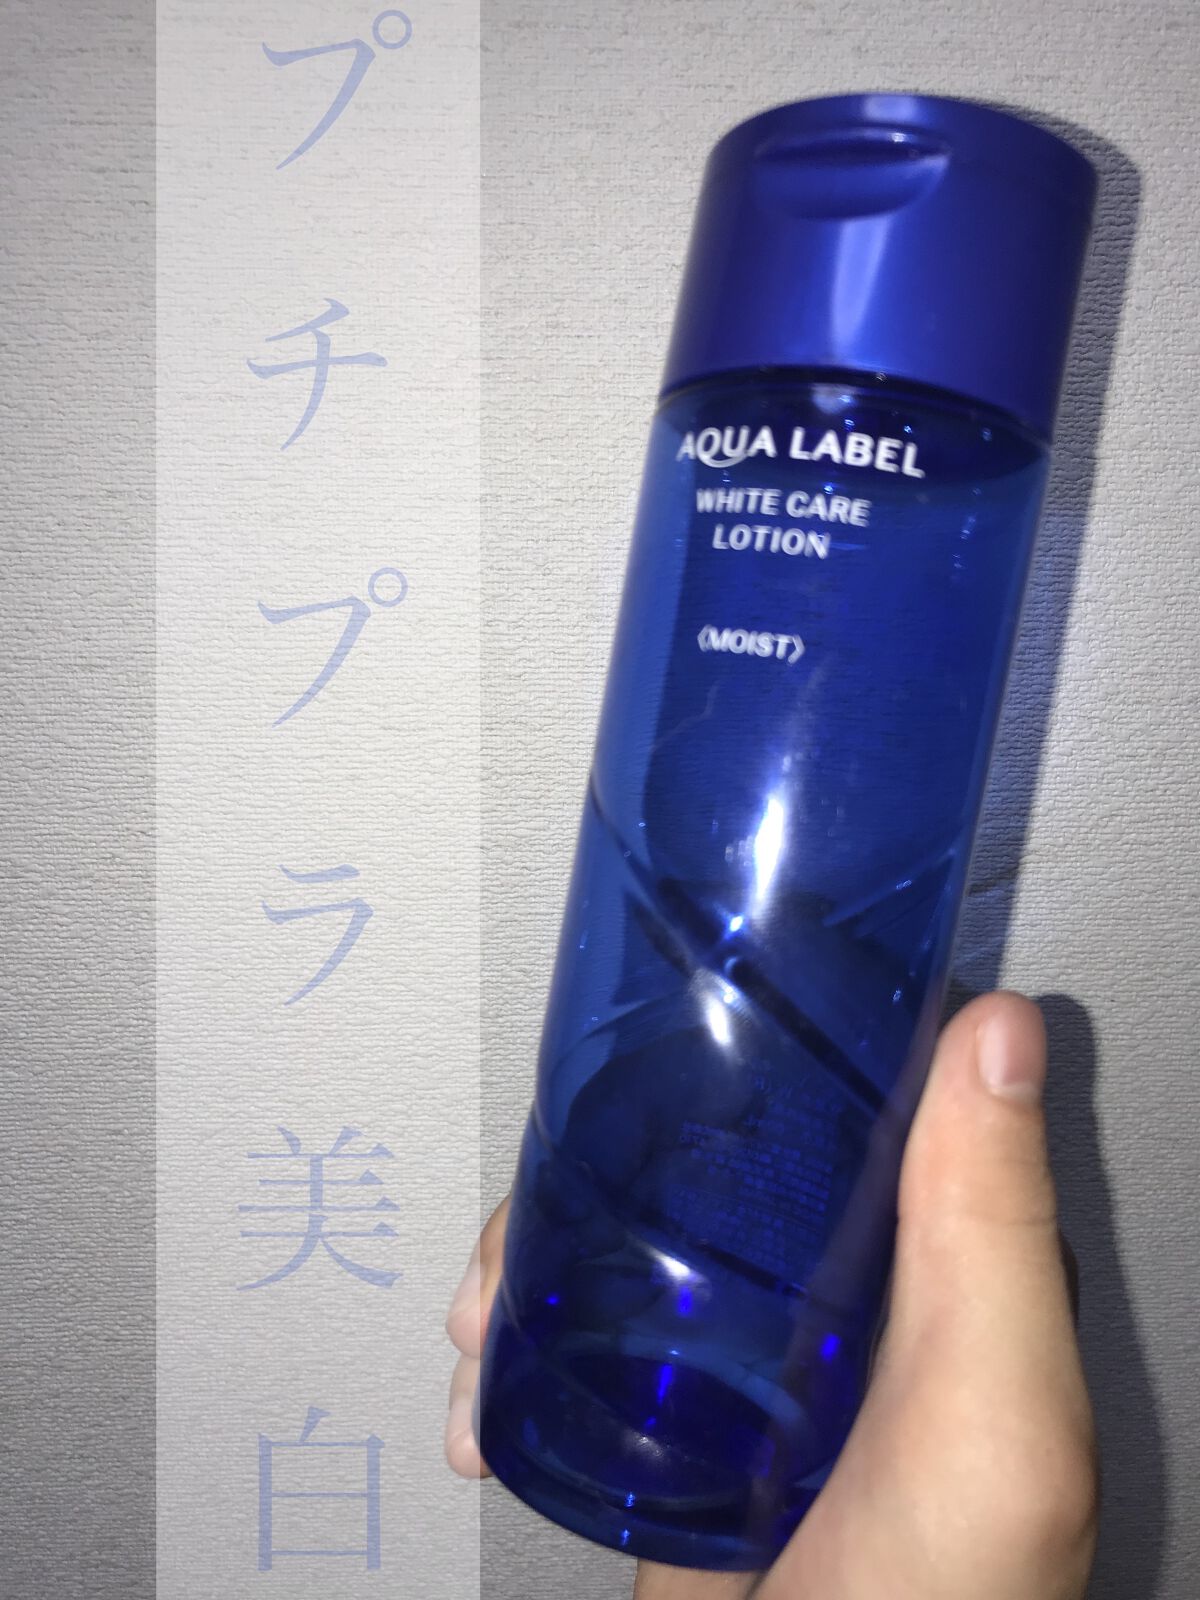 プチプラ美白
AQUA LABEL
WHITE CARE
LOTION
〈MOIST〉